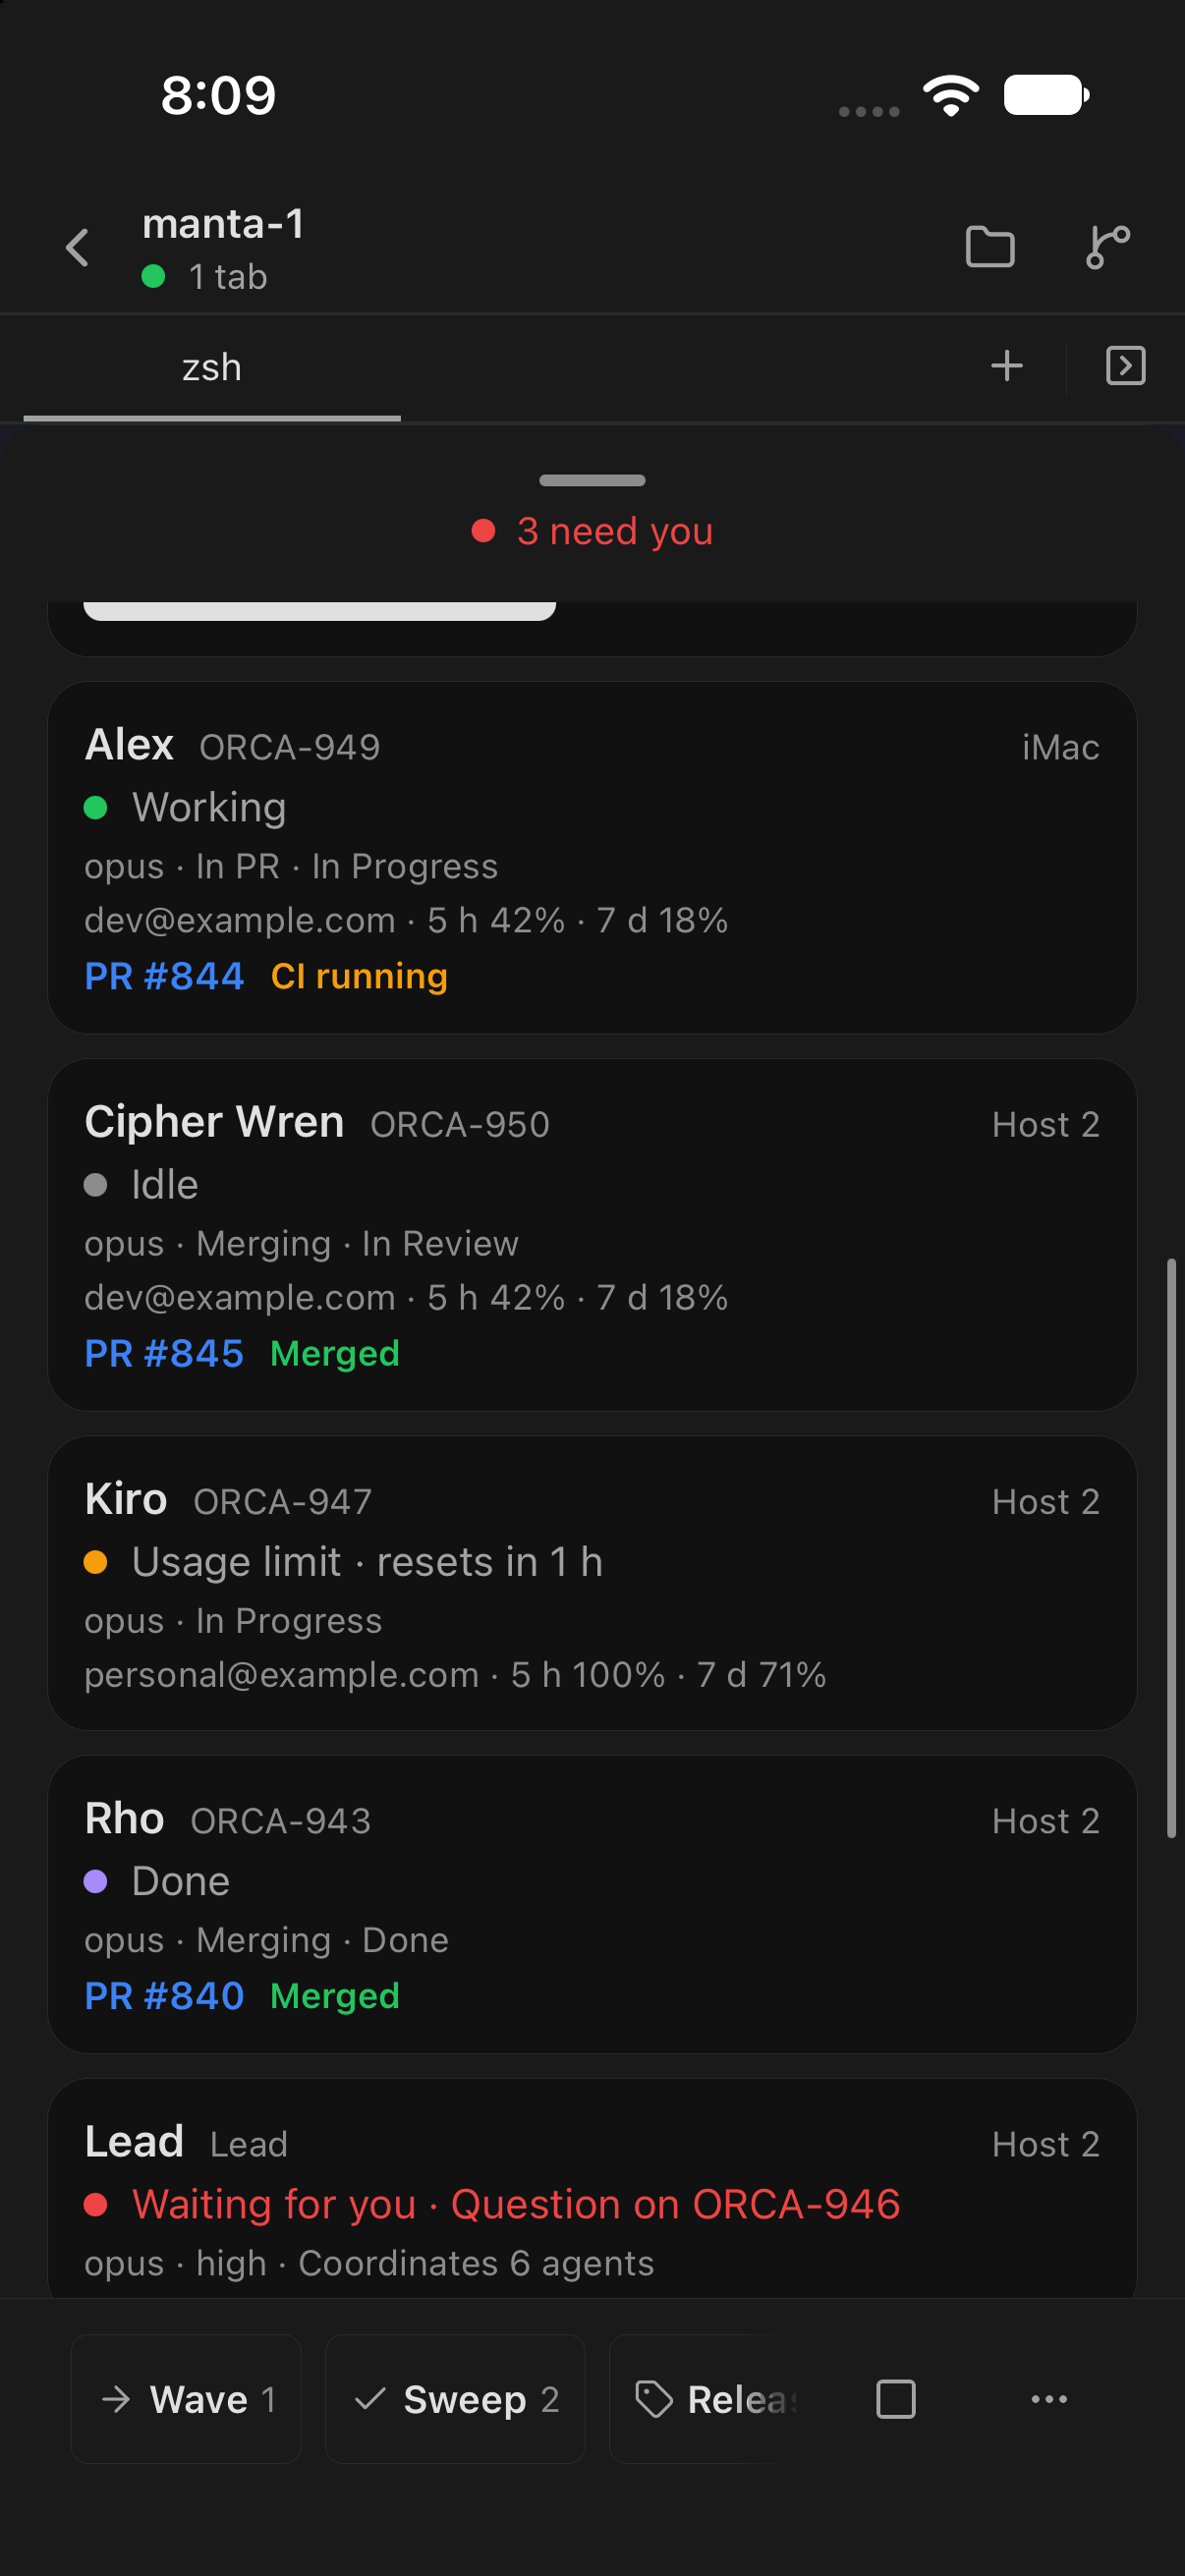 8:09
manta-1
1 tab
zsh
3 need you
Alex ORCA-949 iMac
Working
opus · In PR · In Progress
dev@example.com · 5 h 42% · 7 d 18%
PR #844 CI running
Cipher Wren ORCA-950 Host 2
Idle
opus · Merging · In Review
dev@example.com · 5 h 42% · 7 d 18%
PR #845 Merged
Kiro ORCA-947 Host 2
Usage limit · resets in 1 h
opus · In Progress
personal@example.com · 5 h 100% · 7 d 71%
Rho ORCA-943 Host 2
Done
opus · Merging · Done
PR #840 Merged
Lead Lead Host 2
Waiting for you · Question on ORCA-946
opus · high · Coordinates 6 agents
Wave 1 Sweep 2